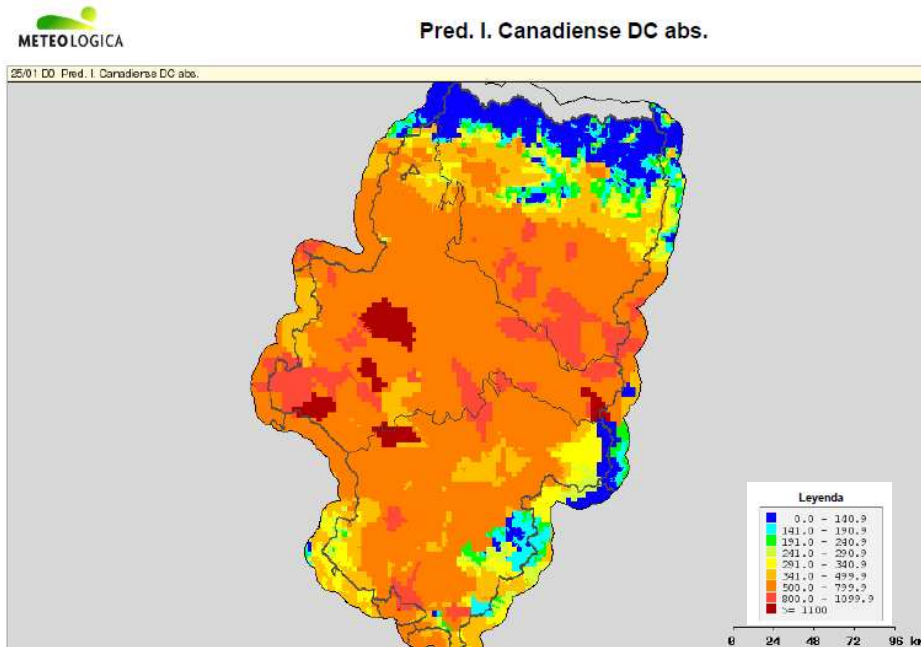 METEOLOGICA
Pred. I. Canadiense DC abs.
25/01 D0 Pred. I. Canadiense DC abs.
Leyenda
0.0 - 140.9
141.0 - 190.9
191.0 - 240.9
241.0 - 290.9
291.0 - 340.9
341.0 - 499.9
500.0 - 799.9
800.0 - 1099.9
>= 1100
0 24 48 72 96 km